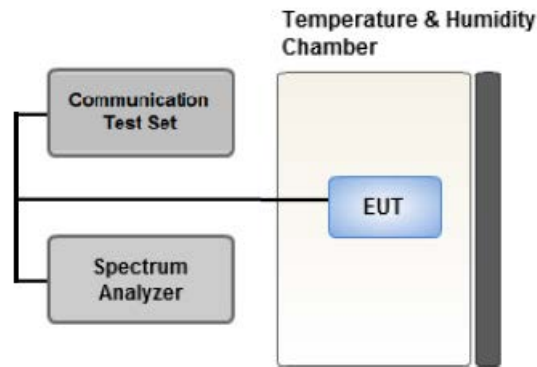 Temperature & Humidity
Chamber
Communication
Test Set
EUT
Spectrum
Analyzer